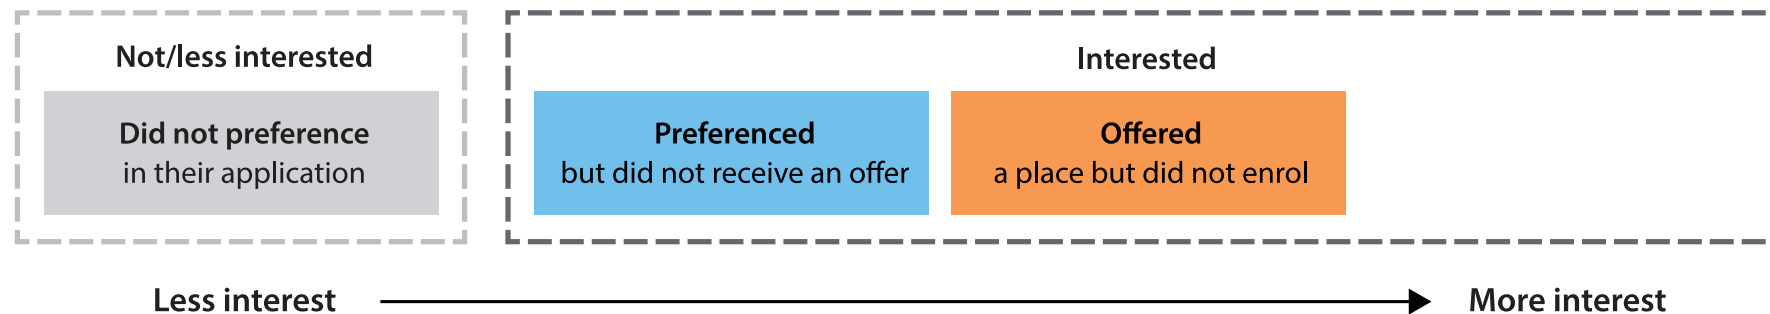 Not/less interested
Did not preference
in their application
Interested
Preferenced
but did not receive an offer
Offered
a place but did not enrol
Less interest
More interest